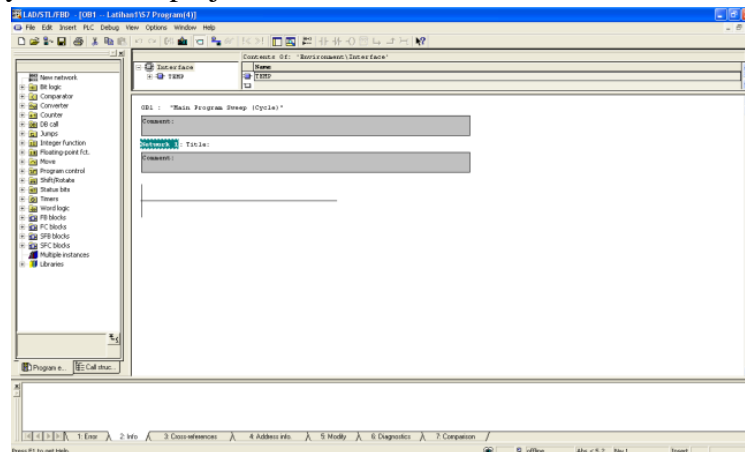 LAD/STL/FBD - [OB1 -- Latihan1\S7 Program(4)]
File Edit Insert PLC Debug View Options Window Help
Contents Of: 'Environment\Interface'
Interface
TEMP
Name
TEMP
New network
Bit logic
Comparator
Converter
Counter
DB call
Jumps
Integer function
Floating-point fct.
Move
Program control
Shift/Rotate
Status bits
Timers
Word logic
FB blocks
FC blocks
SFB blocks
SFC blocks
Multiple instances
Libraries
OB1 : "Main Program Sweep (Cycle)"
Comment:
Network 1: Title:
Comment:
Program e... Call struc...
1: Error 2: Info 3: Cross-references 4: Address info. 5: Modify 6: Diagnostics 7: Comparison
Press F1 to get Help. offline Abs < 5.2 Insert